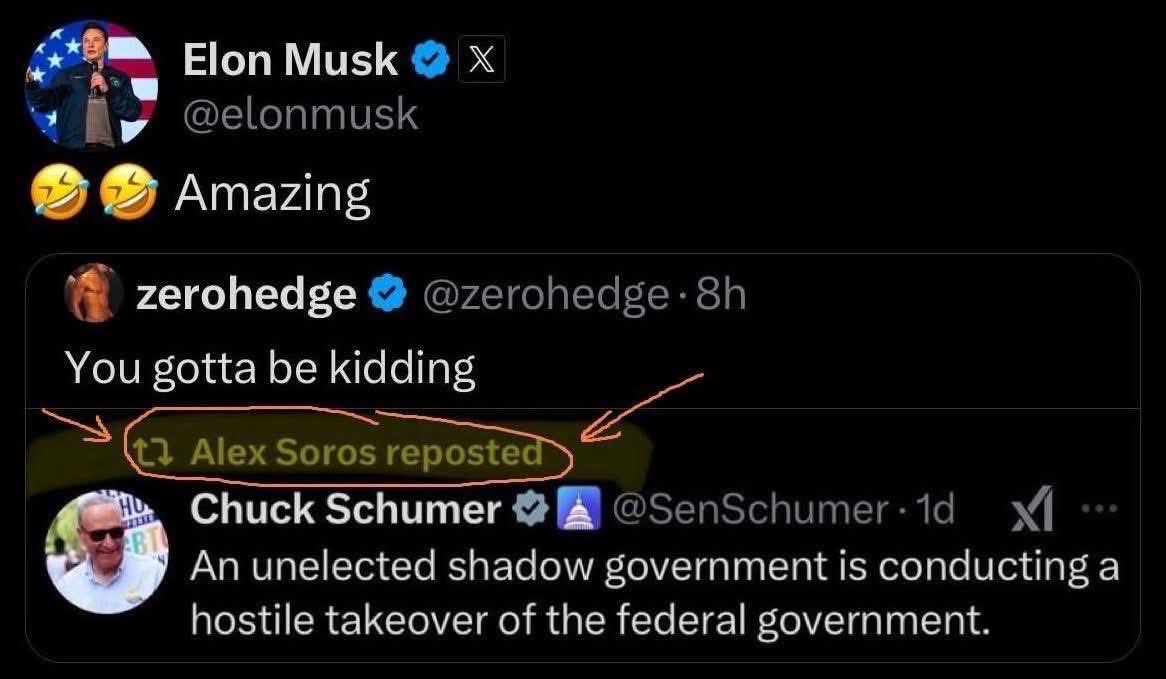 Elon Musk
@elonmusk
🤣🤣 Amazing
zerohedge @zerohedge · 8h
You gotta be kidding
Alex Soros reposted
Chuck Schumer @SenSchumer · 1d
An unelected shadow government is conducting a
hostile takeover of the federal government.